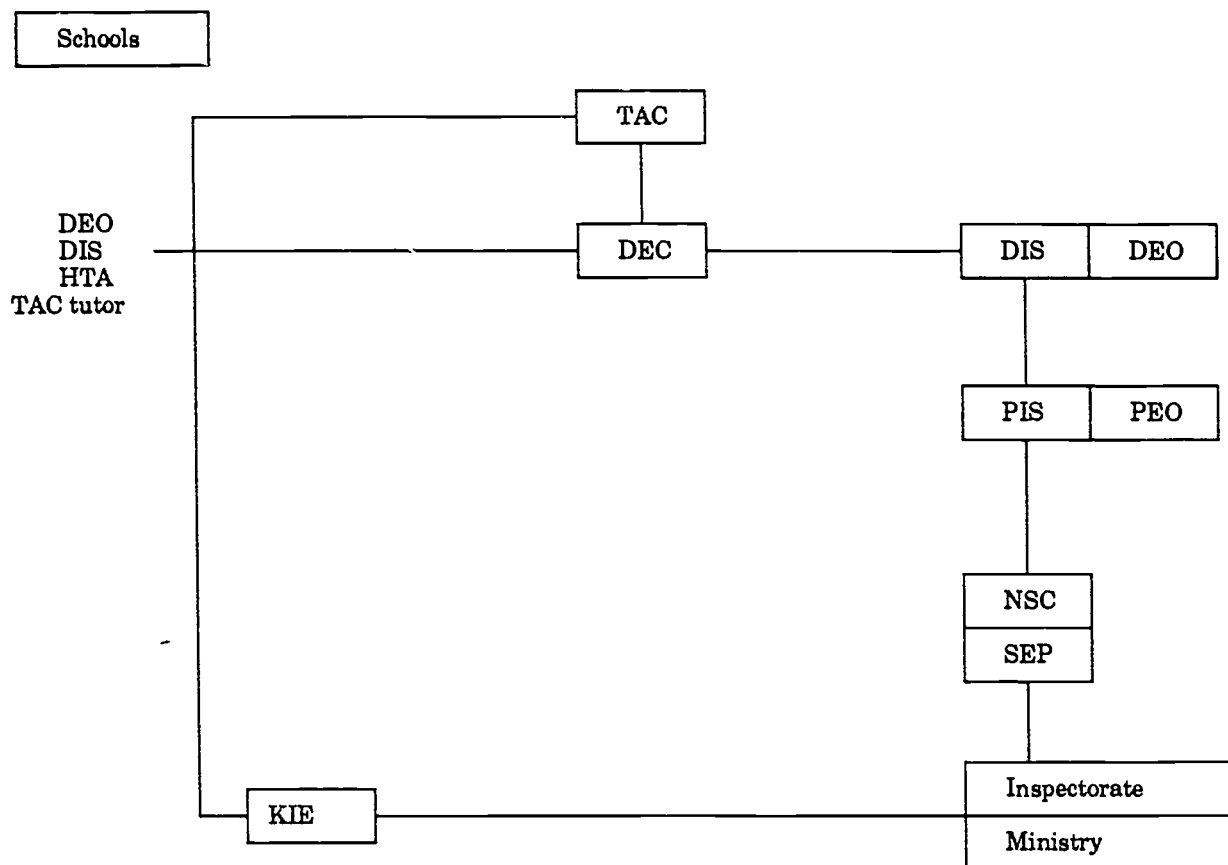 Schools
TAC
DEO
DIS
HTA
TAC tutor
DEC
DIS DEO
PIS PEO
NSC
SEP
KIE
Inspectorate
Ministry